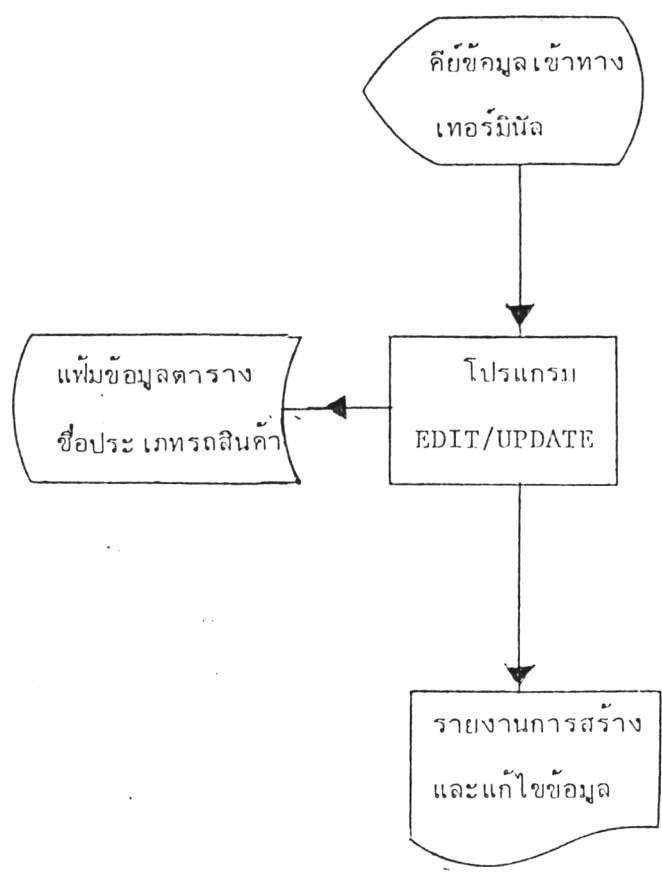 คีย์ข้อมูลเข้าทาง
เทอร์มินัล
โปรแกรม
EDIT/UPDATE
แฟ้มข้อมูลตาราง
ชื่อประเภทรถสินค้า
รายงานการสร้าง
และแก้ไขข้อมูล